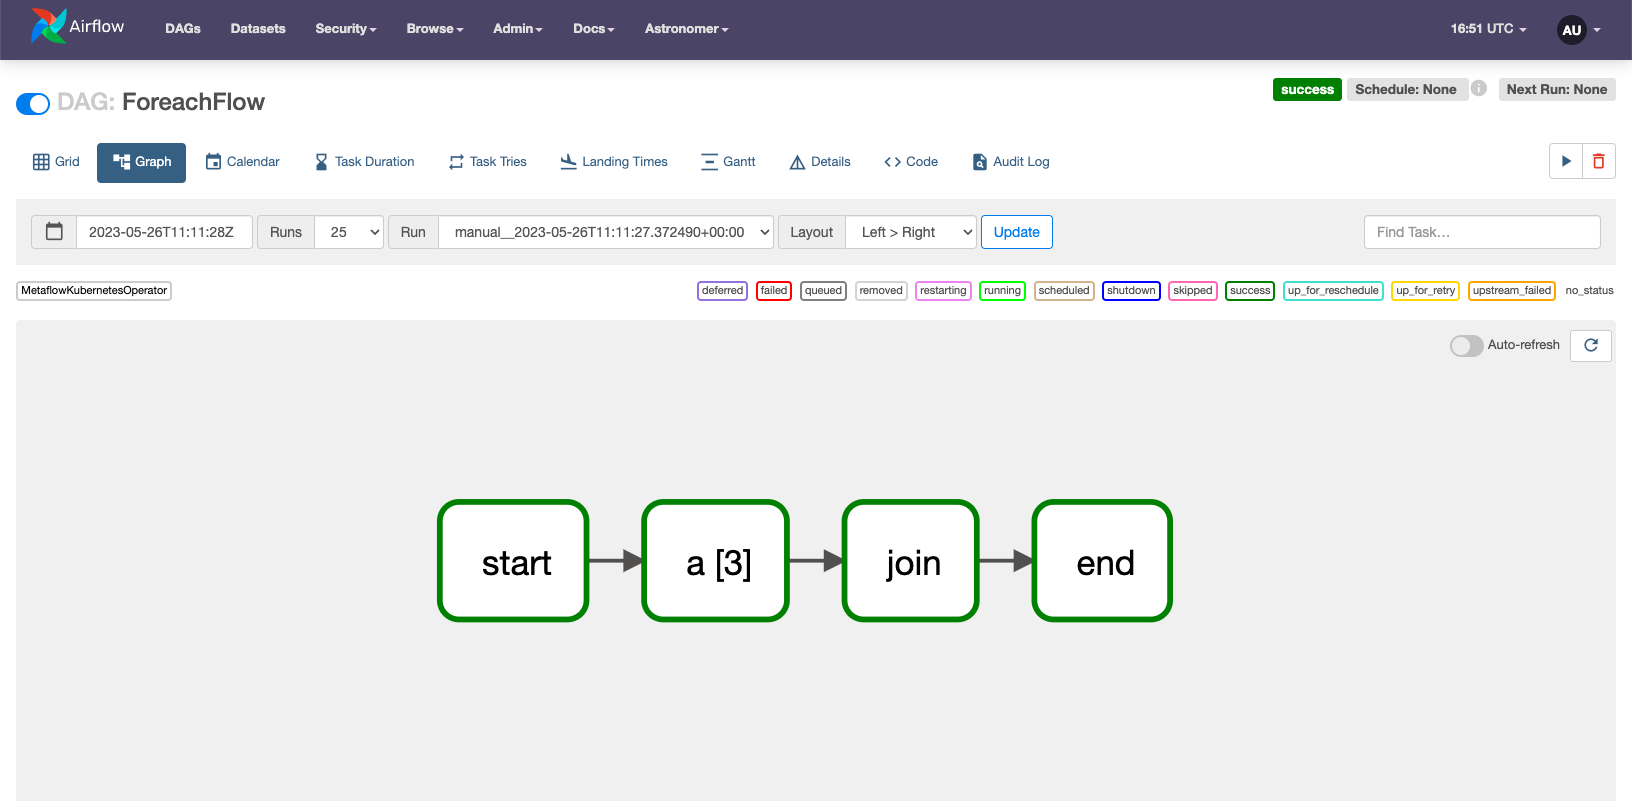 Airflow DAGs Datasets Security Browse Admin Docs Astronomer 16:51 UTC AU
DAG: ForeachFlow
success Schedule: None i Next Run: None
Grid Graph Calendar Task Duration Task Tries Landing Times Gantt Details Code Audit Log
2023-05-26T11:11:28Z Runs 25 Run manual__2023-05-26T11:11:27.372490+00:00 Layout Left > Right Update Find Task...
MetaflowKubernetesOperator deferred failed queued removed restarting running scheduled shutdown skipped success up_for_reschedule up_for_retry upstream_failed no_status
Auto-refresh
start a [3] join end